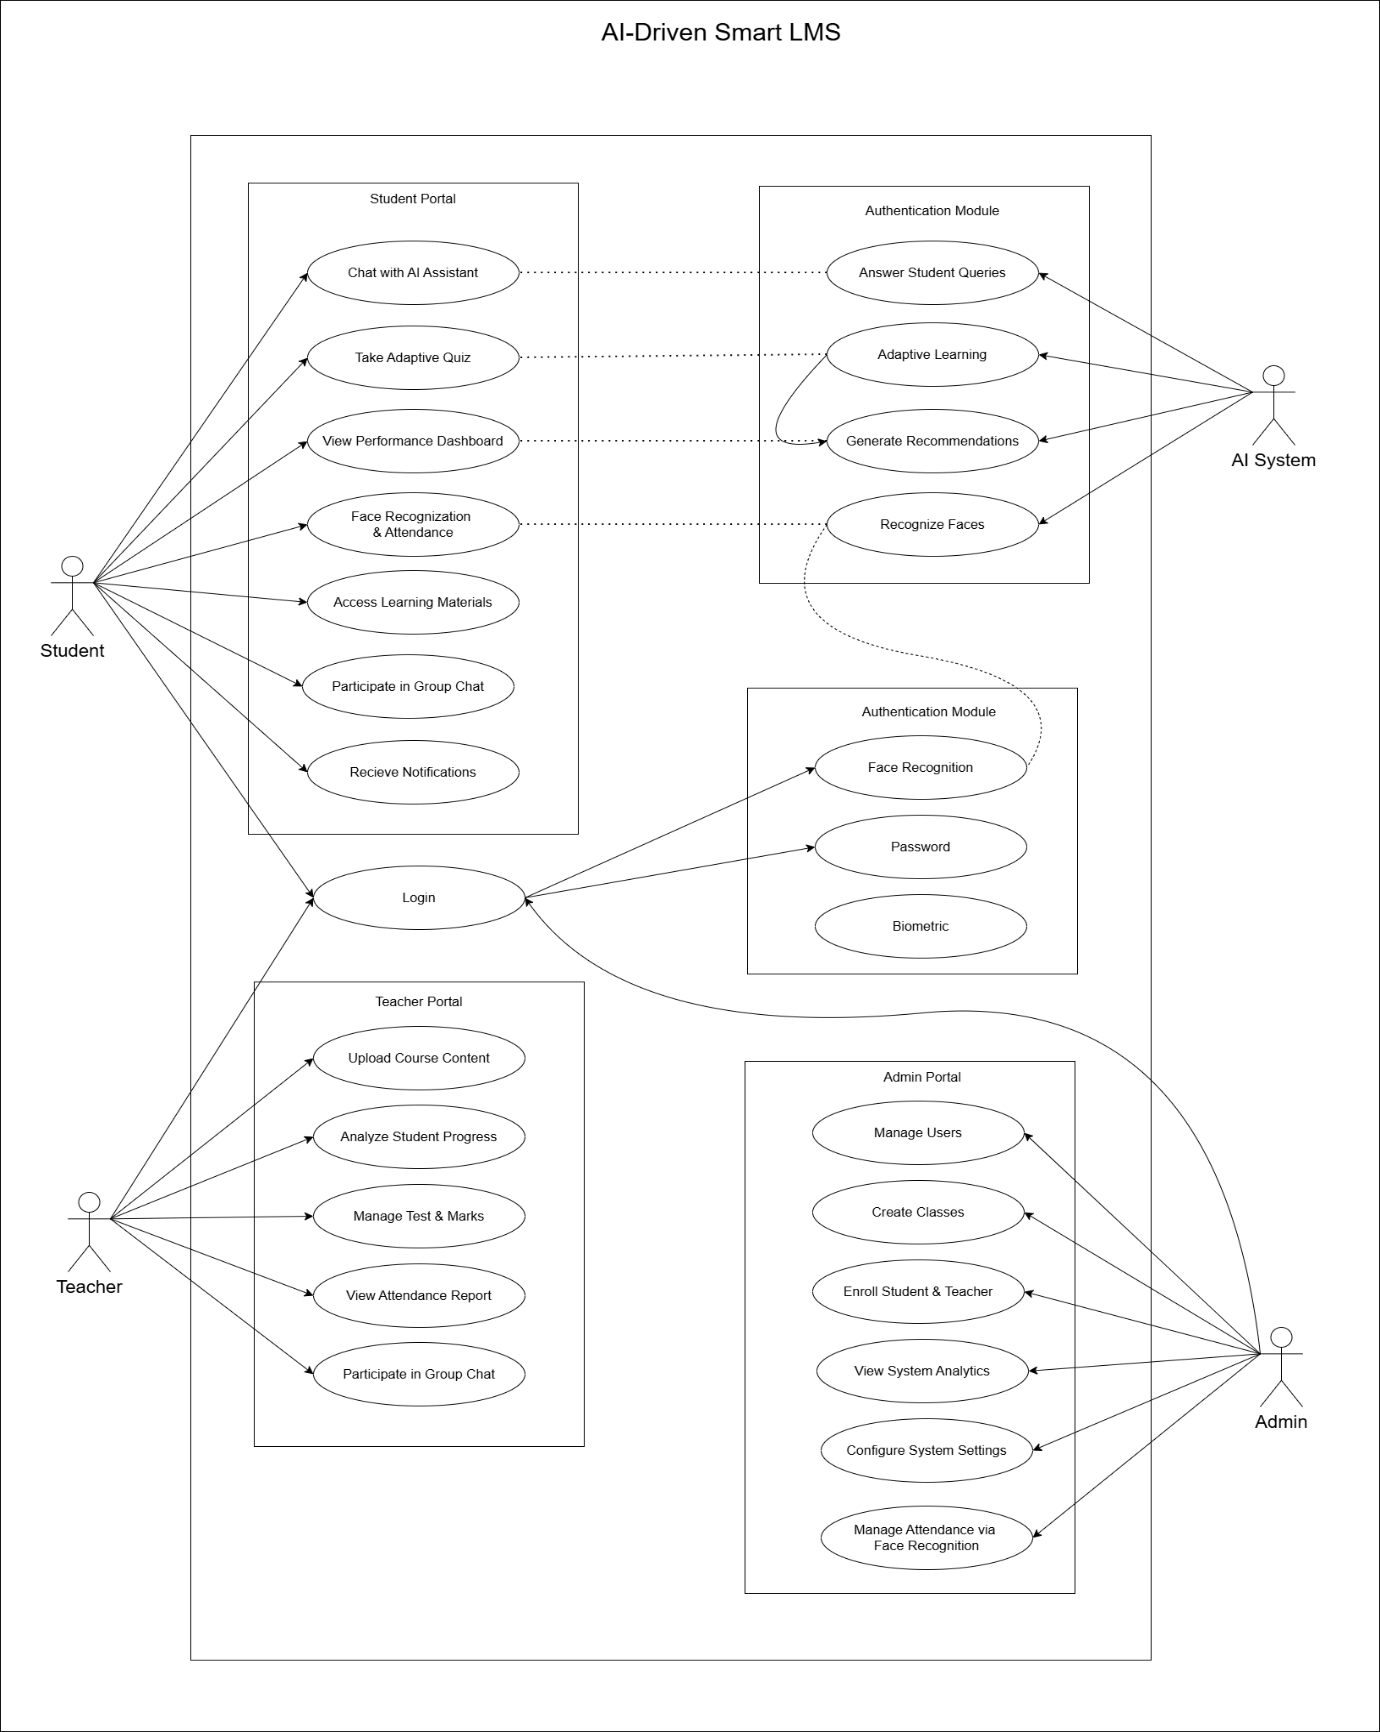 AI-Driven Smart LMS
Student Portal
Chat with AI Assistant
Take Adaptive Quiz
View Performance Dashboard
Face Recognization
& Attendance
Access Learning Materials
Participate in Group Chat
Recieve Notifications
Authentication Module
Answer Student Queries
Adaptive Learning
Generate Recommendations
Recognize Faces
AI System
Student
Authentication Module
Face Recognition
Password
Biometric
Login
Teacher Portal
Upload Course Content
Analyze Student Progress
Manage Test & Marks
View Attendance Report
Participate in Group Chat
Teacher
Admin Portal
Manage Users
Create Classes
Enroll Student & Teacher
View System Analytics
Configure System Settings
Manage Attendance via
Face Recognition
Admin